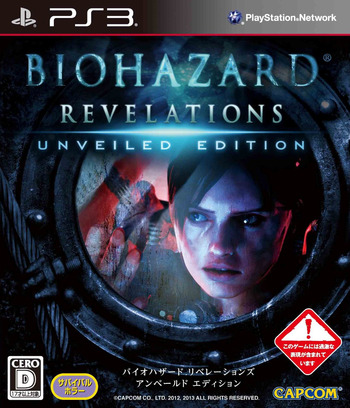 PS3
PlayStation®Network
BIOHAZARD®
REVELATIONS
UNVEILED EDITION
このゲームには過激な
表現が含まれて
います
バイオハザード リベレーションズ
アンベールド エディション
CERO
D
17才以上対象
サバイバル
ホラー
©CAPCOM CO., LTD. 2012, 2013 ALL RIGHTS RESERVED.
CAPCOM®